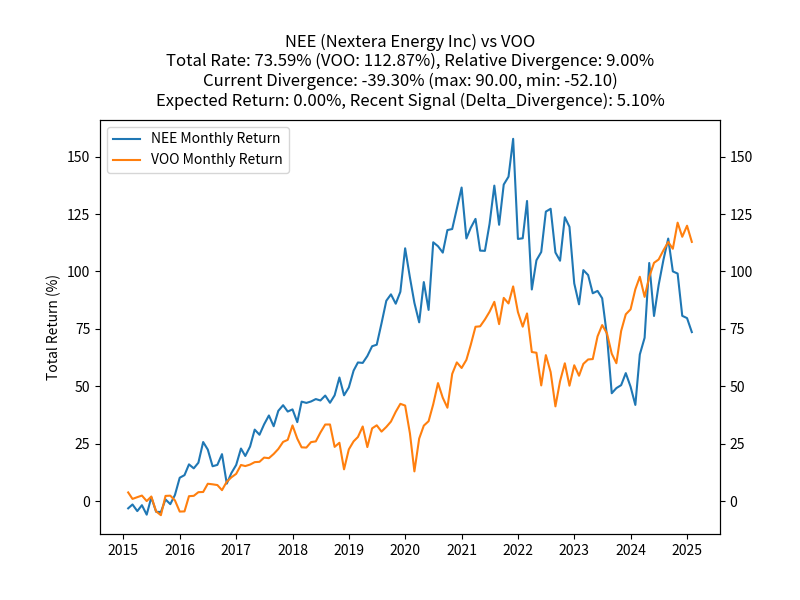 NEE (Nextera Energy Inc) vs VOO
Total Rate: 73.59% (VOO: 112.87%), Relative Divergence: 9.00%
Current Divergence: -39.30% (max: 90.00, min: -52.10)
Expected Return: 0.00%, Recent Signal (Delta_Divergence): 5.10%
NEE Monthly Return
VOO Monthly Return
Total Return (%)
150 150
125 125
100 100
75 75
50 50
25 25
0 0
2015 2016 2017 2018 2019 2020 2021 2022 2023 2024 2025